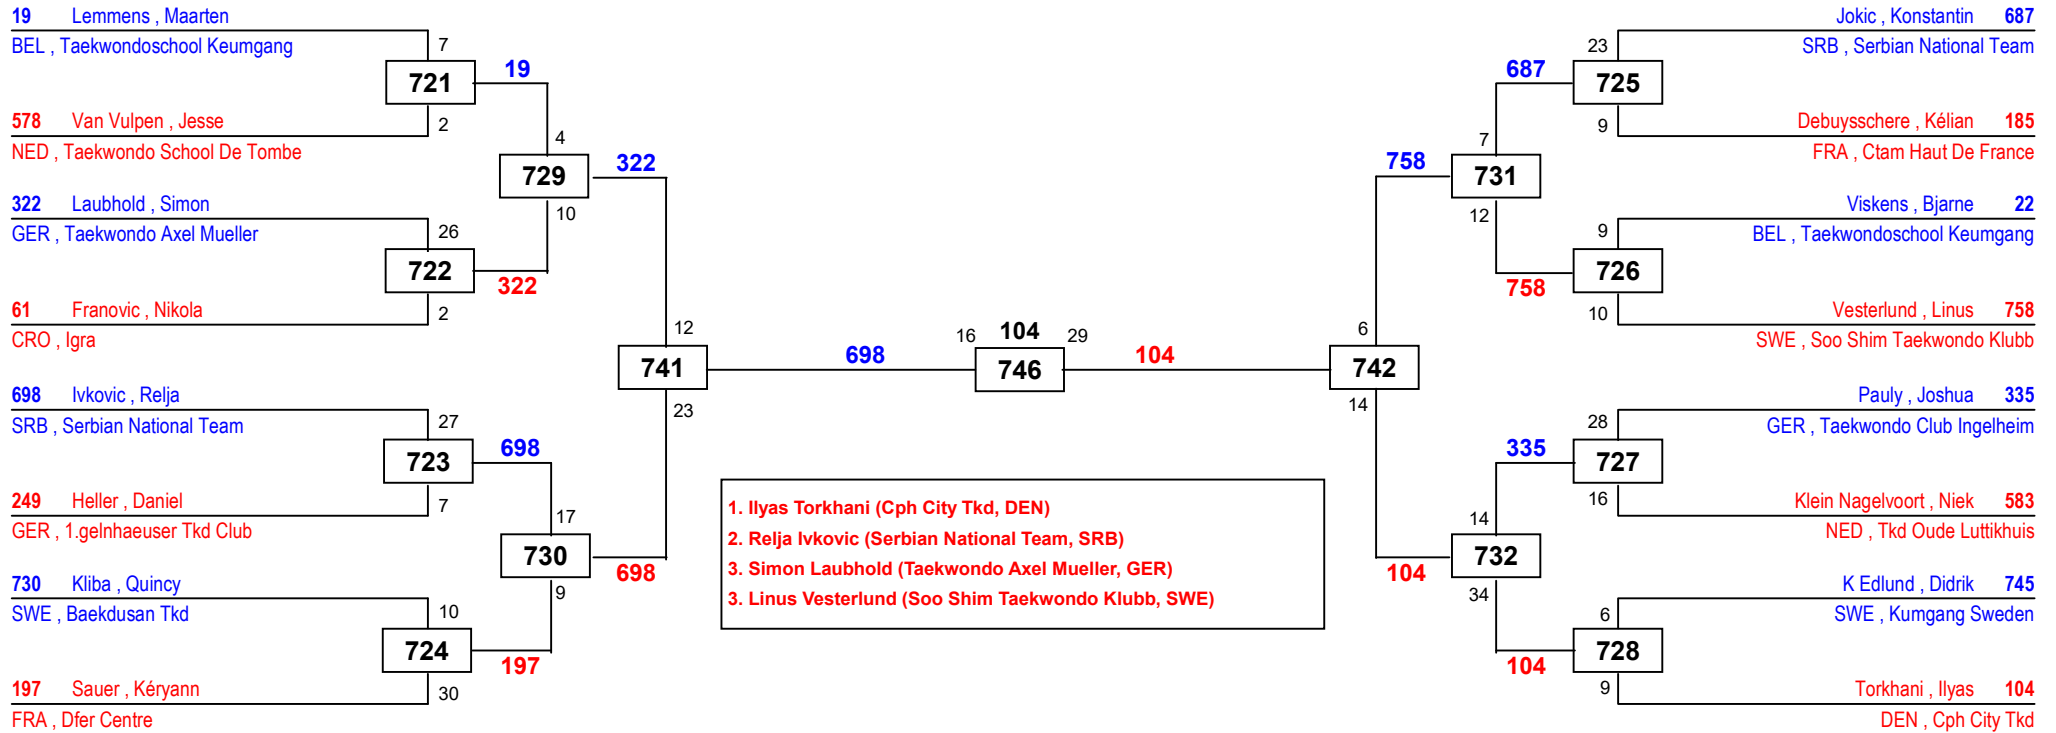 19 Lemmens , Maarten
BEL , Taekwondoschool Keumgang
7
721
19
578 Van Vulpen , Jesse
2
NED , Taekwondo School De Tombe
4
729
322
10
322 Laubhold , Simon
GER , Taekwondo Axel Mueller
26
722
322
61 Franovic , Nikola
2
CRO , Igra
12
741
698
23
698 Ivkovic , Relja
SRB , Serbian National Team
27
723
698
249 Heller , Daniel
7
GER , 1.gelnhaeuser Tkd Club
17
730
698
9
730 Kliba , Quincy
SWE , Baekdusan Tkd
10
724
197
197 Sauer , Kéryann
30
FRA , Dfer Centre
16 104 29
746
104
1. Ilyas Torkhani (Cph City Tkd, DEN)
2. Relja Ivkovic (Serbian National Team, SRB)
3. Simon Laubhold (Taekwondo Axel Mueller, GER)
3. Linus Vesterlund (Soo Shim Taekwondo Klubb, SWE)
Jokic , Konstantin 687
SRB , Serbian National Team
23
687
725
9
Debuysschere , Kélian 185
FRA , Ctam Haut De France
7
758
731
12
Viskens , Bjarne 22
BEL , Taekwondoschool Keumgang
9
726
758
10
Vesterlund , Linus 758
SWE , Soo Shim Taekwondo Klubb
6
742
14
Pauly , Joshua 335
GER , Taekwondo Club Ingelheim
28
335
727
16
Klein Nagelvoort , Niek 583
NED , Tkd Oude Luttikhuis
14
732
104
34
K Edlund , Didrik 745
SWE , Kumgang Sweden
6
728
104
9
Torkhani , Ilyas 104
DEN , Cph City Tkd